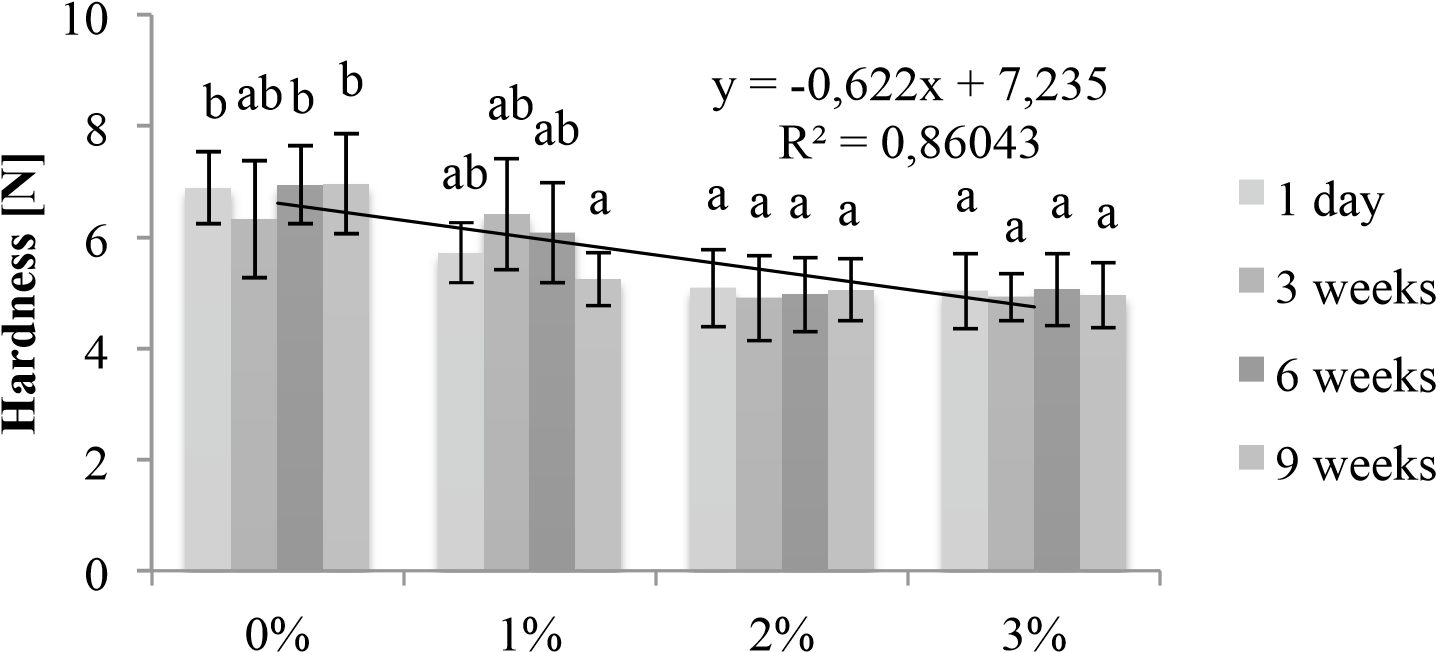 Hardness [N]
10
8
6
4
2
0
b ab b b
ab ab ab a
a a a a
a a a a
y = -0,622x + 7,235
R² = 0,86043
0% 1% 2% 3%
1 day
3 weeks
6 weeks
9 weeks